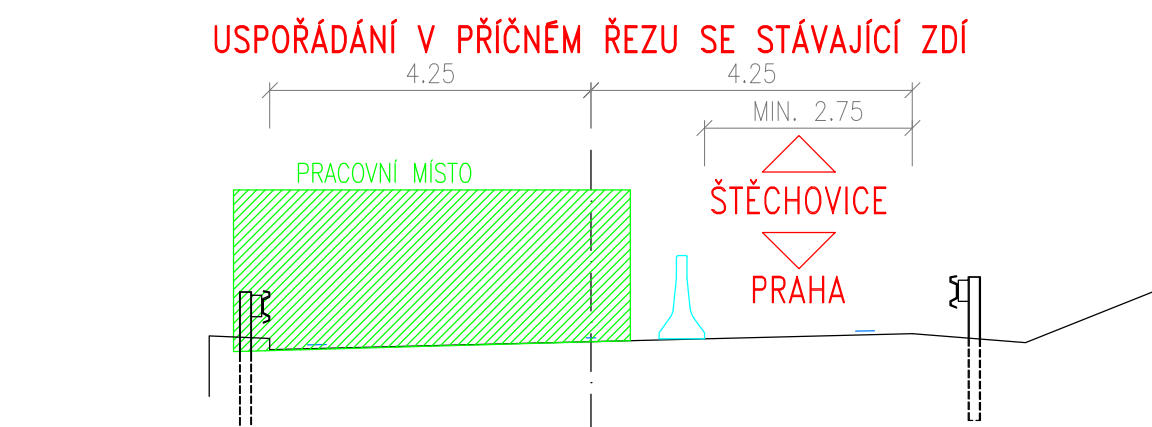 USPOŘÁDÁNÍ V PŘÍČNÉM ŘEZU SE STÁVAJÍCÍ ZDÍ
4.25 4.25
MIN. 2.75
PRACOVNÍ MÍSTO
ŠTĚCHOVICE
PRAHA